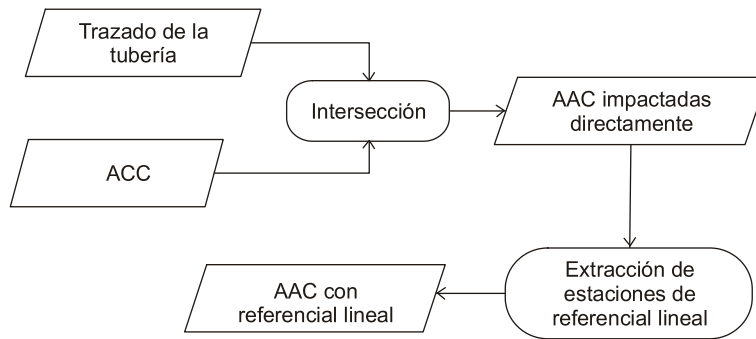 Trazado de la
tubería
Intersección
AAC impactadas
directamente
ACC
Extracción de
estaciones de
referencial lineal
AAC con
referencial lineal